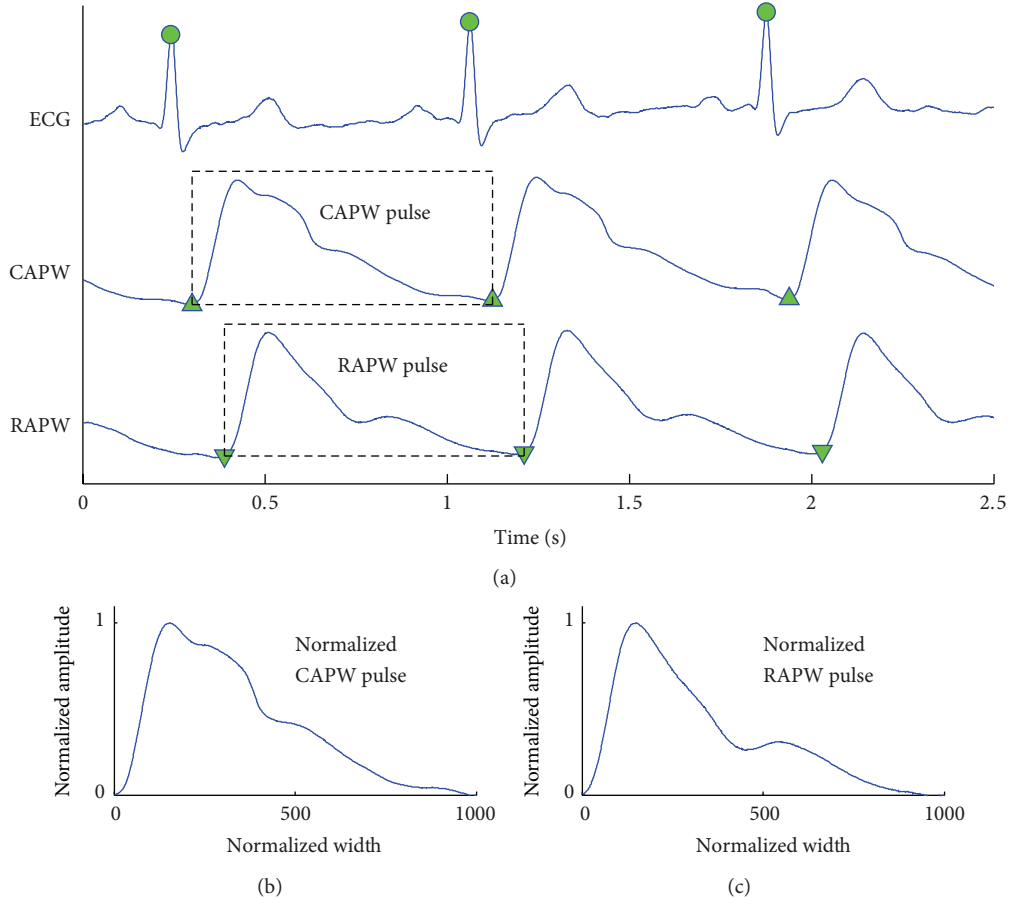 ECG
CAPW pulse
CAPW
RAPW pulse
RAPW
0 0.5 1 1.5 2 2.5
Time (s)
(a)
Normalized amplitude
1
0
Normalized
CAPW pulse
0 500 1000
Normalized width
(b)
Normalized amplitude
1
0
Normalized
RAPW pulse
0 500 1000
Normalized width
(c)